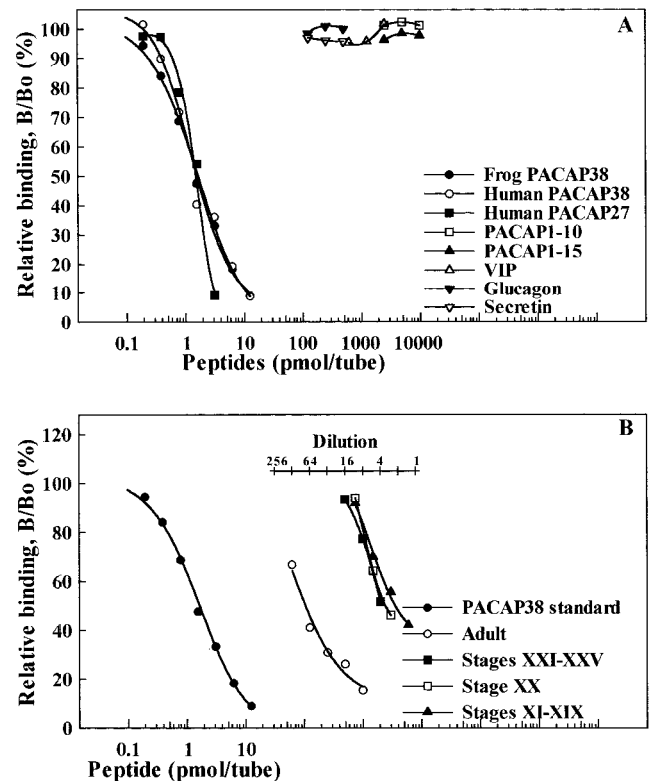 A
Relative binding, B/Bo (%)
100
90
80
70
60
50
40
30
20
10
0
Frog PACAP38
Human PACAP38
Human PACAP27
PACAP1-10
PACAP1-15
VIP
Glucagon
Secretin
0.1 1 10 100 1000 10000
Peptides (pmol/tube)
B
Relative binding, B/Bo (%)
120
100
80
60
40
20
0
Dilution
256 64 16 4 1
PACAP38 standard
Adult
Stages XXI-XXV
Stage XX
Stages XI-XIX
0.1 1 10
Peptide (pmol/tube)